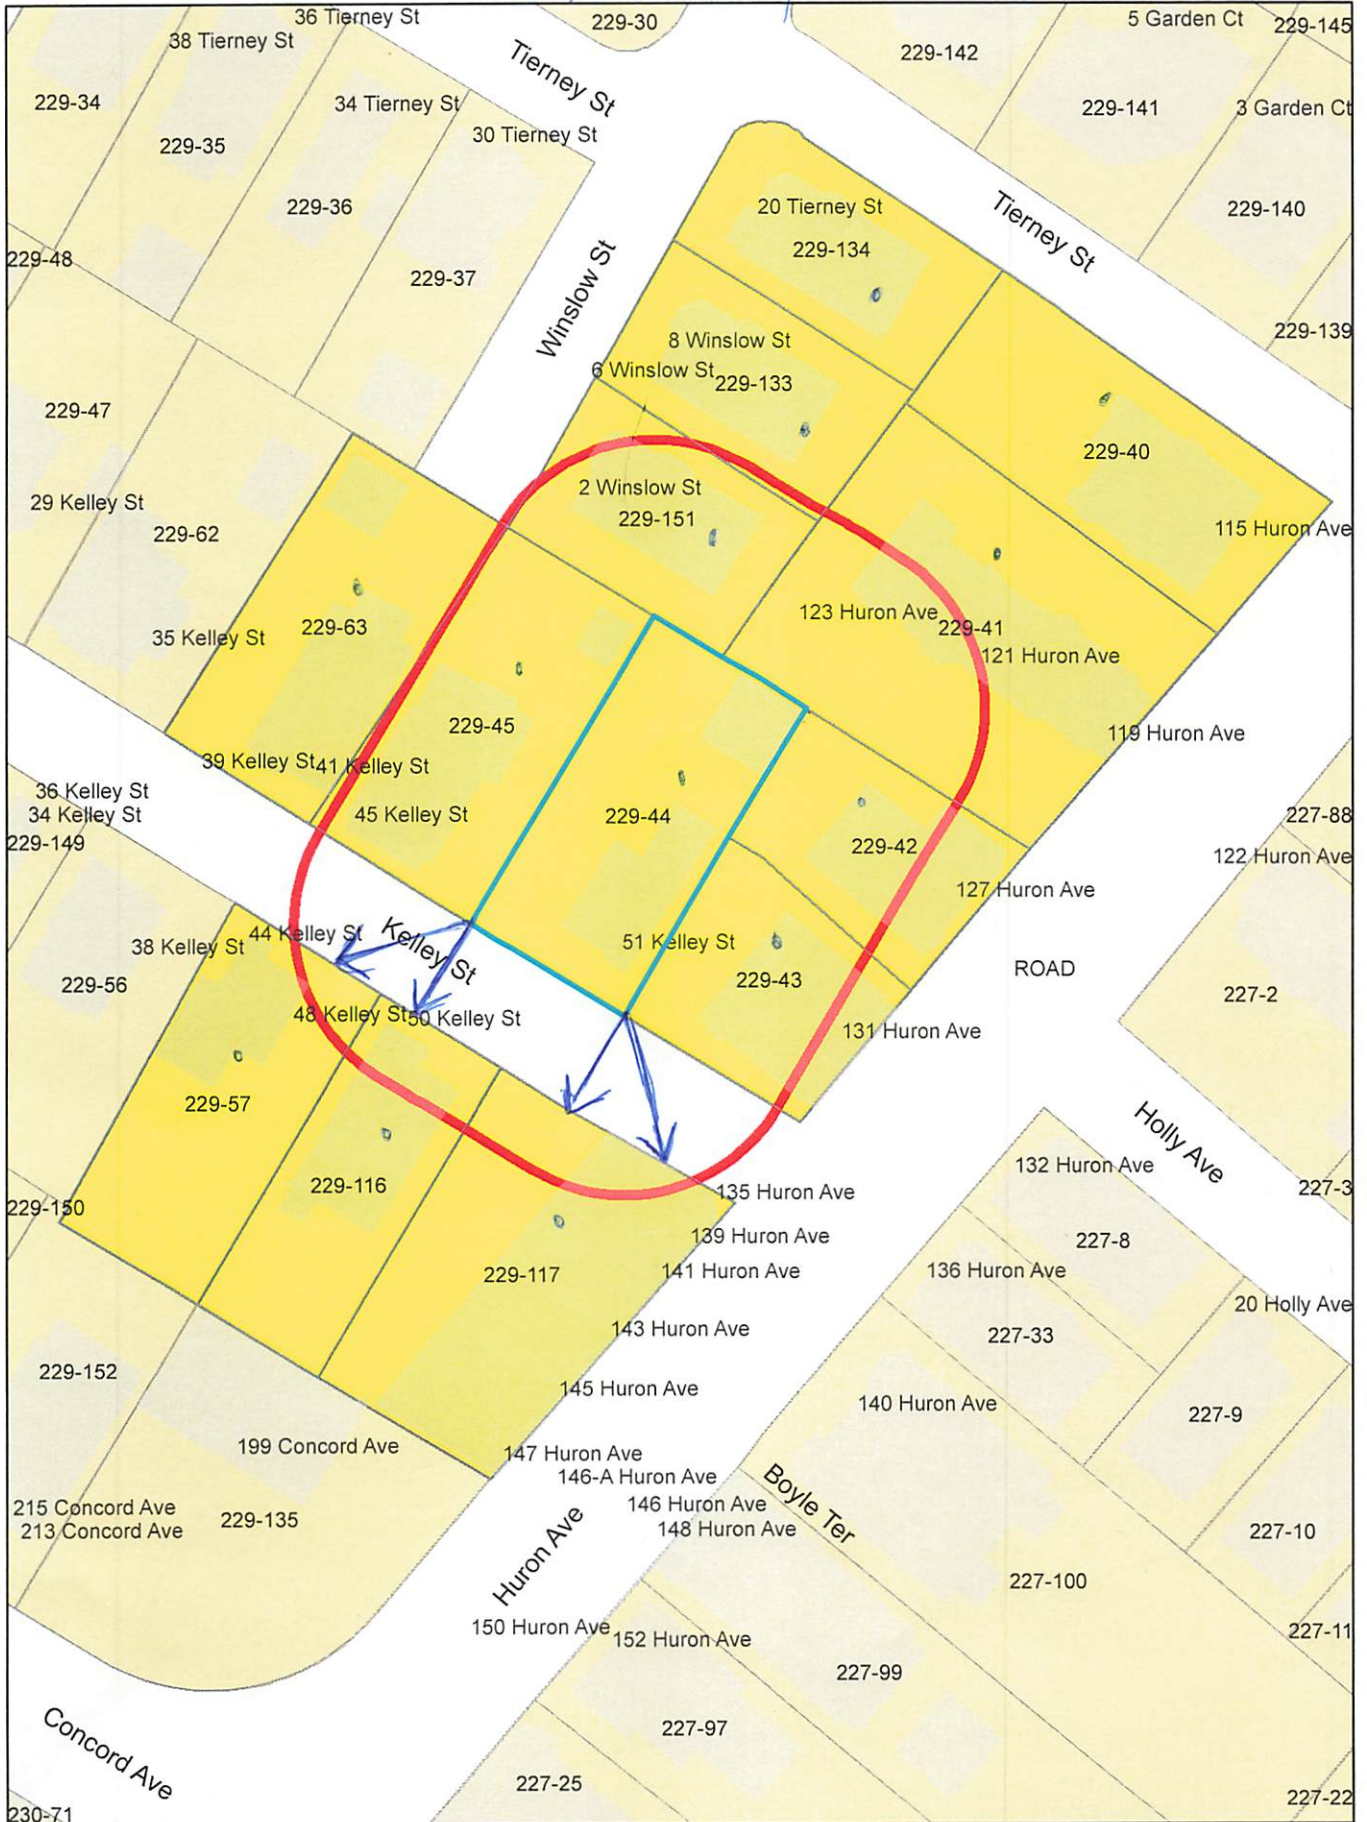 36 Tierney St
229-30
5 Garden Ct
229-145
38 Tierney St
Tierney St
229-142
229-34
34 Tierney St
229-141
3 Garden Ct
30 Tierney St
229-35
229-36
20 Tierney St
229-140
Tierney St
229-134
229-48
229-37
Winslow St
229-139
8 Winslow St
6 Winslow St
229-133
229-47
229-40
2 Winslow St
29 Kelley St
229-151
115 Huron Ave
229-62
123 Huron Ave
229-63
229-41
35 Kelley St
121 Huron Ave
229-45
119 Huron Ave
39 Kelley St
41 Kelley St
36 Kelley St
34 Kelley St
45 Kelley St
229-44
227-88
229-149
229-42
122 Huron Ave
127 Huron Ave
44 Kelley St
Kelley St
38 Kelley St
51 Kelley St
ROAD
229-43
229-56
227-2
48 Kelley St
50 Kelley St
131 Huron Ave
229-57
Holly Ave
132 Huron Ave
229-116
135 Huron Ave
227-3
229-150
139 Huron Ave
227-8
229-117
141 Huron Ave
136 Huron Ave
20 Holly Ave
143 Huron Ave
227-33
229-152
145 Huron Ave
140 Huron Ave
227-9
199 Concord Ave
147 Huron Ave
146-A Huron Ave
Boyle Ter
215 Concord Ave
146 Huron Ave
229-135
213 Concord Ave
148 Huron Ave
227-10
Huron Ave
227-100
150 Huron Ave
152 Huron Ave
227-11
227-99
227-97
Concord Ave
227-25
227-22
230-71